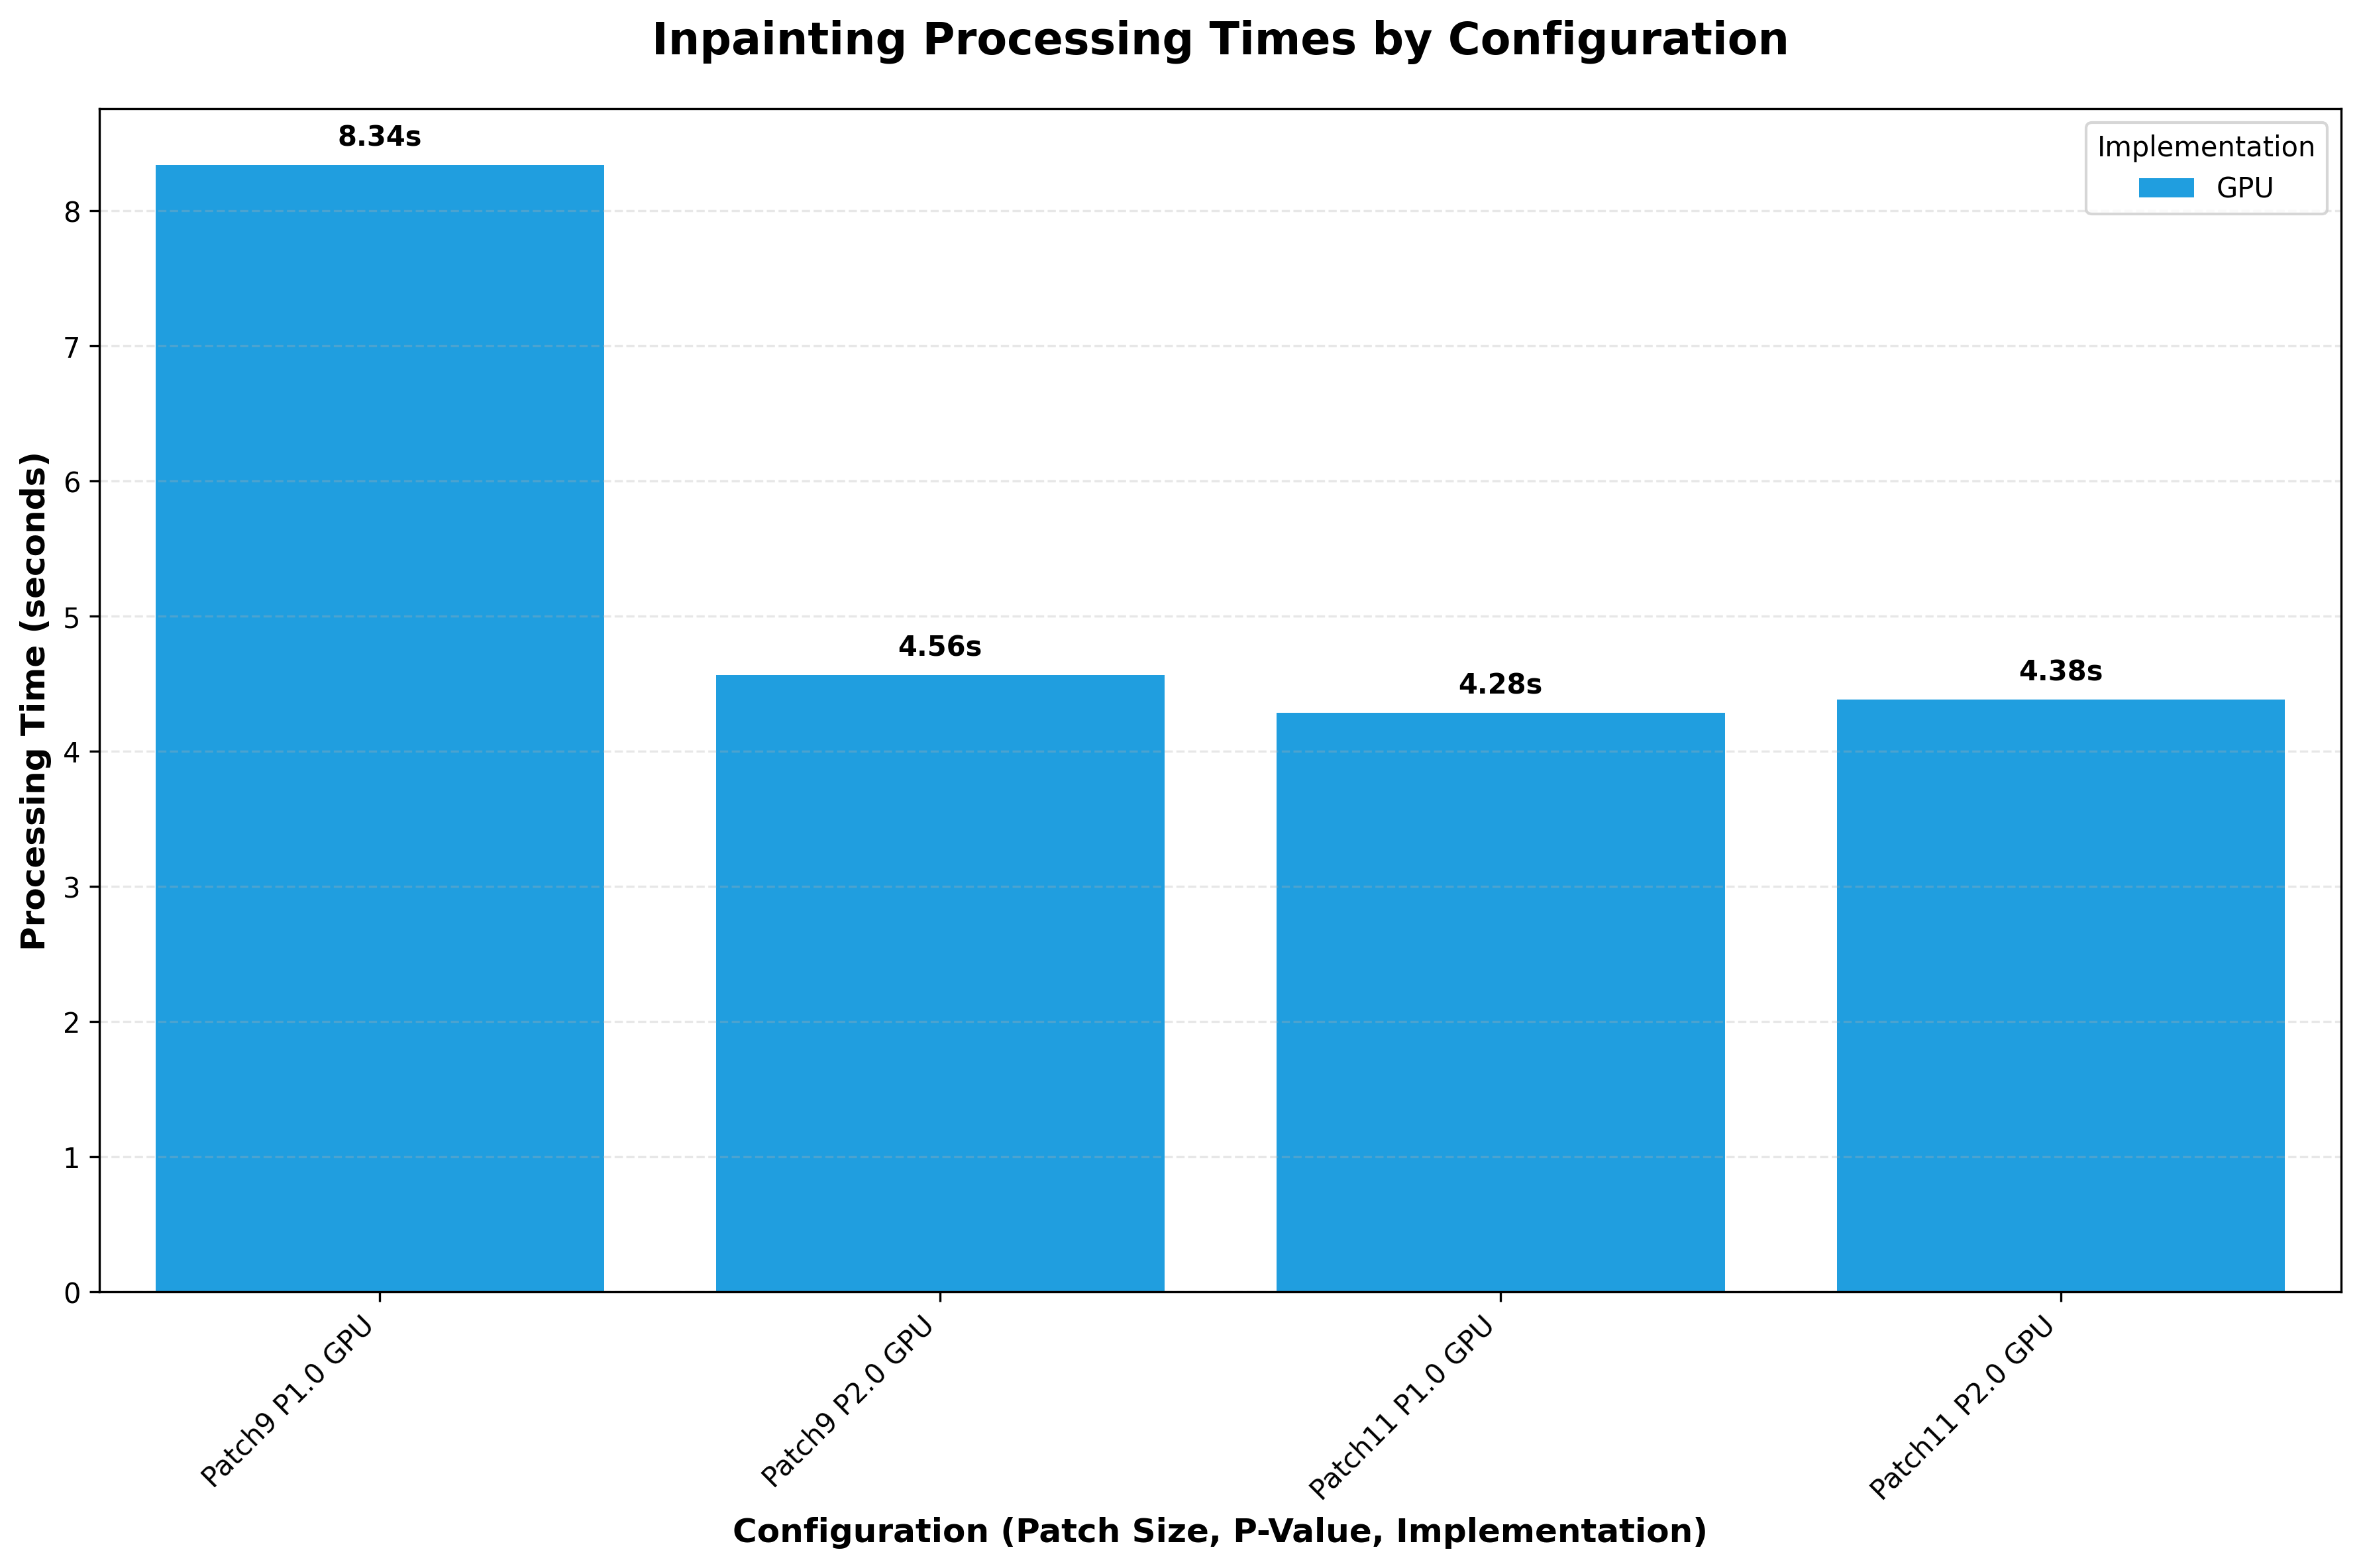 Inpainting Processing Times by Configuration
Implementation
GPU
Processing Time (seconds)
8
7
6
5
4
3
2
1
0
8.34s
4.56s
4.28s
4.38s
Patch9 P1.0 GPU
Patch9 P2.0 GPU
Patch11 P1.0 GPU
Patch11 P2.0 GPU
Configuration (Patch Size, P-Value, Implementation)